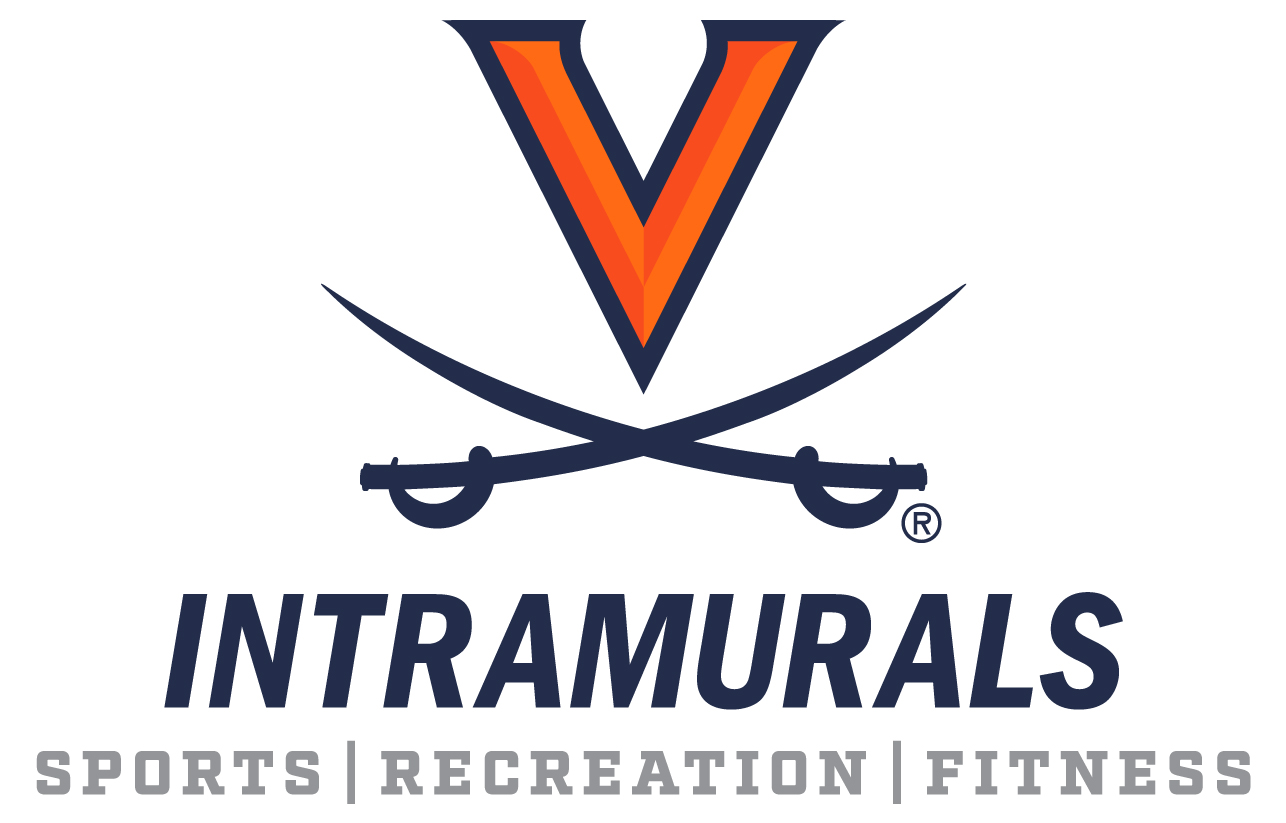 V
®
INTRAMURALS
SPORTS | RECREATION | FITNESS